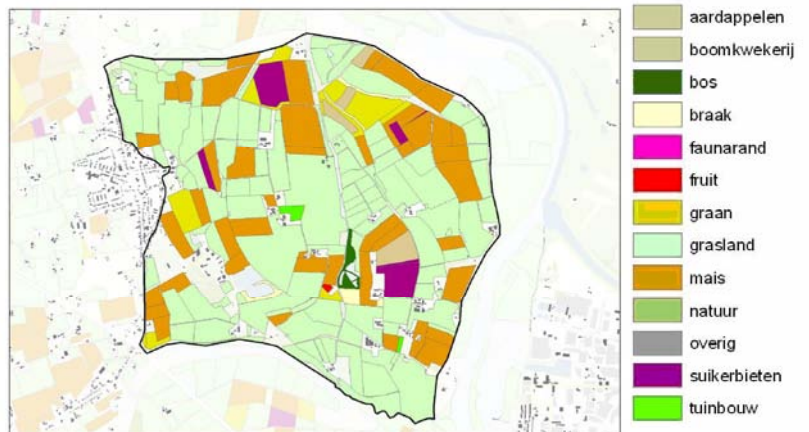 aardappelen
boomkwekerij
bos
braak
faunarand
fruit
graan
grasland
mais
natuur
overig
suikerbieten
tuinbouw